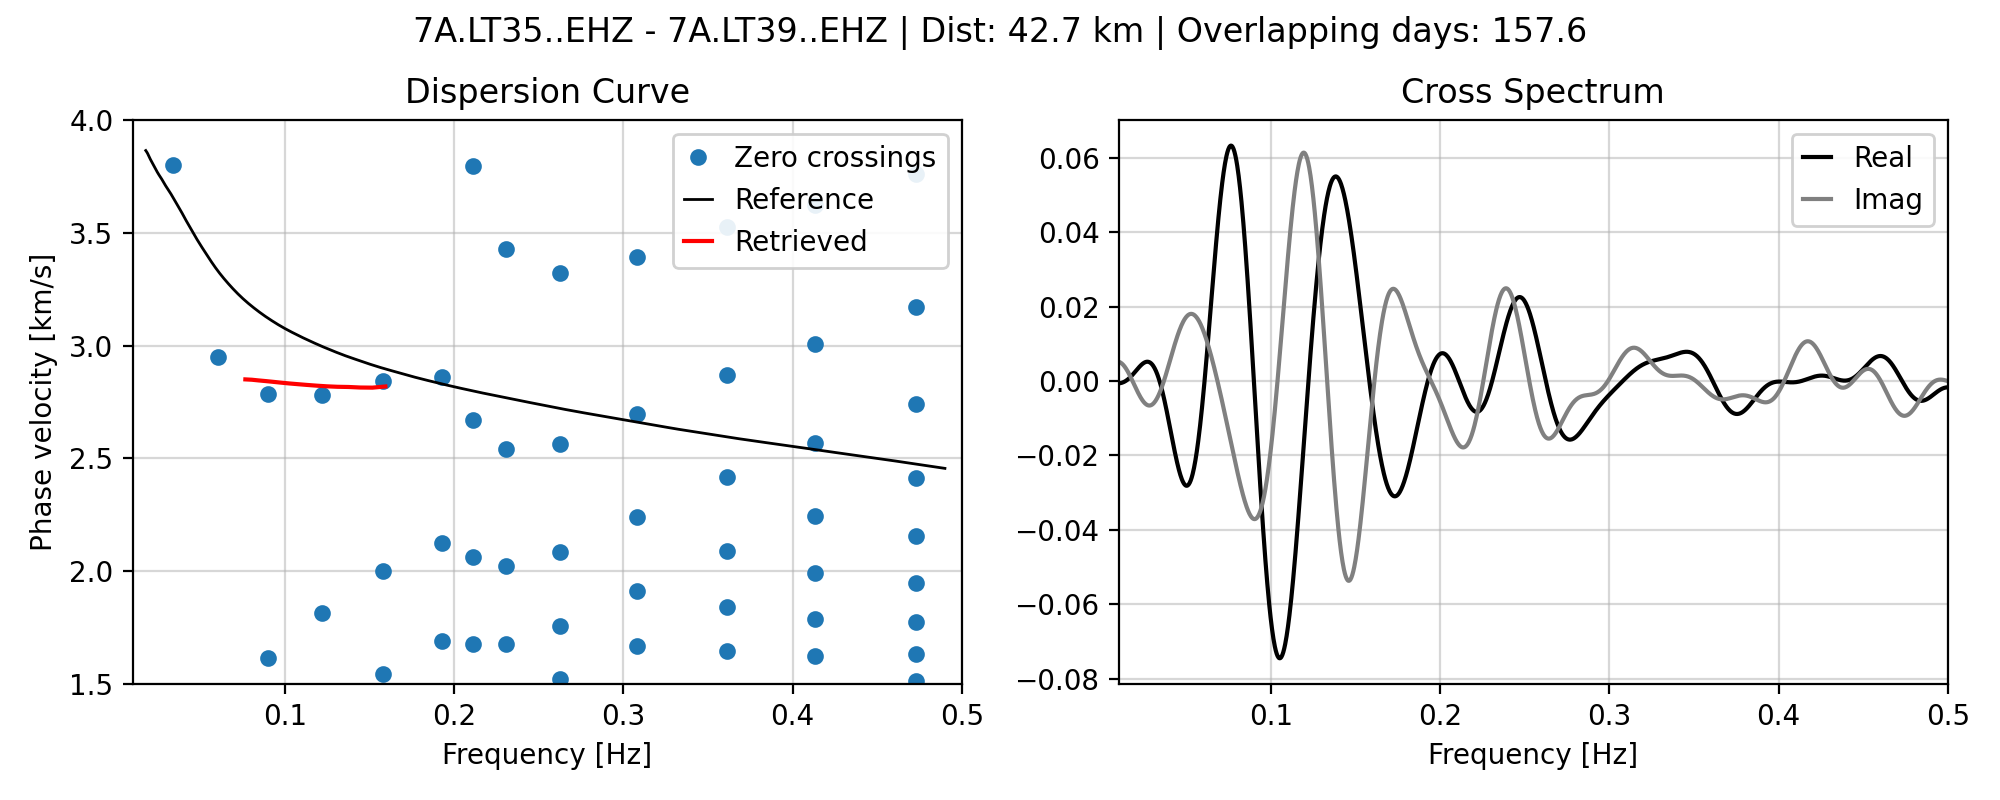 7A.LT35..EHZ - 7A.LT39..EHZ | Dist: 42.7 km | Overlapping days: 157.6
Dispersion Curve
4.0
3.5
3.0
2.5
2.0
1.5
Phase velocity [km/s]
Zero crossings
Reference
Retrieved
0.1
0.2
0.3
0.4
0.5
Frequency [Hz]
Cross Spectrum
0.06
0.04
0.02
0.00
−0.02
−0.04
−0.06
−0.08
Real
Imag
0.1
0.2
0.3
0.4
0.5
Frequency [Hz]